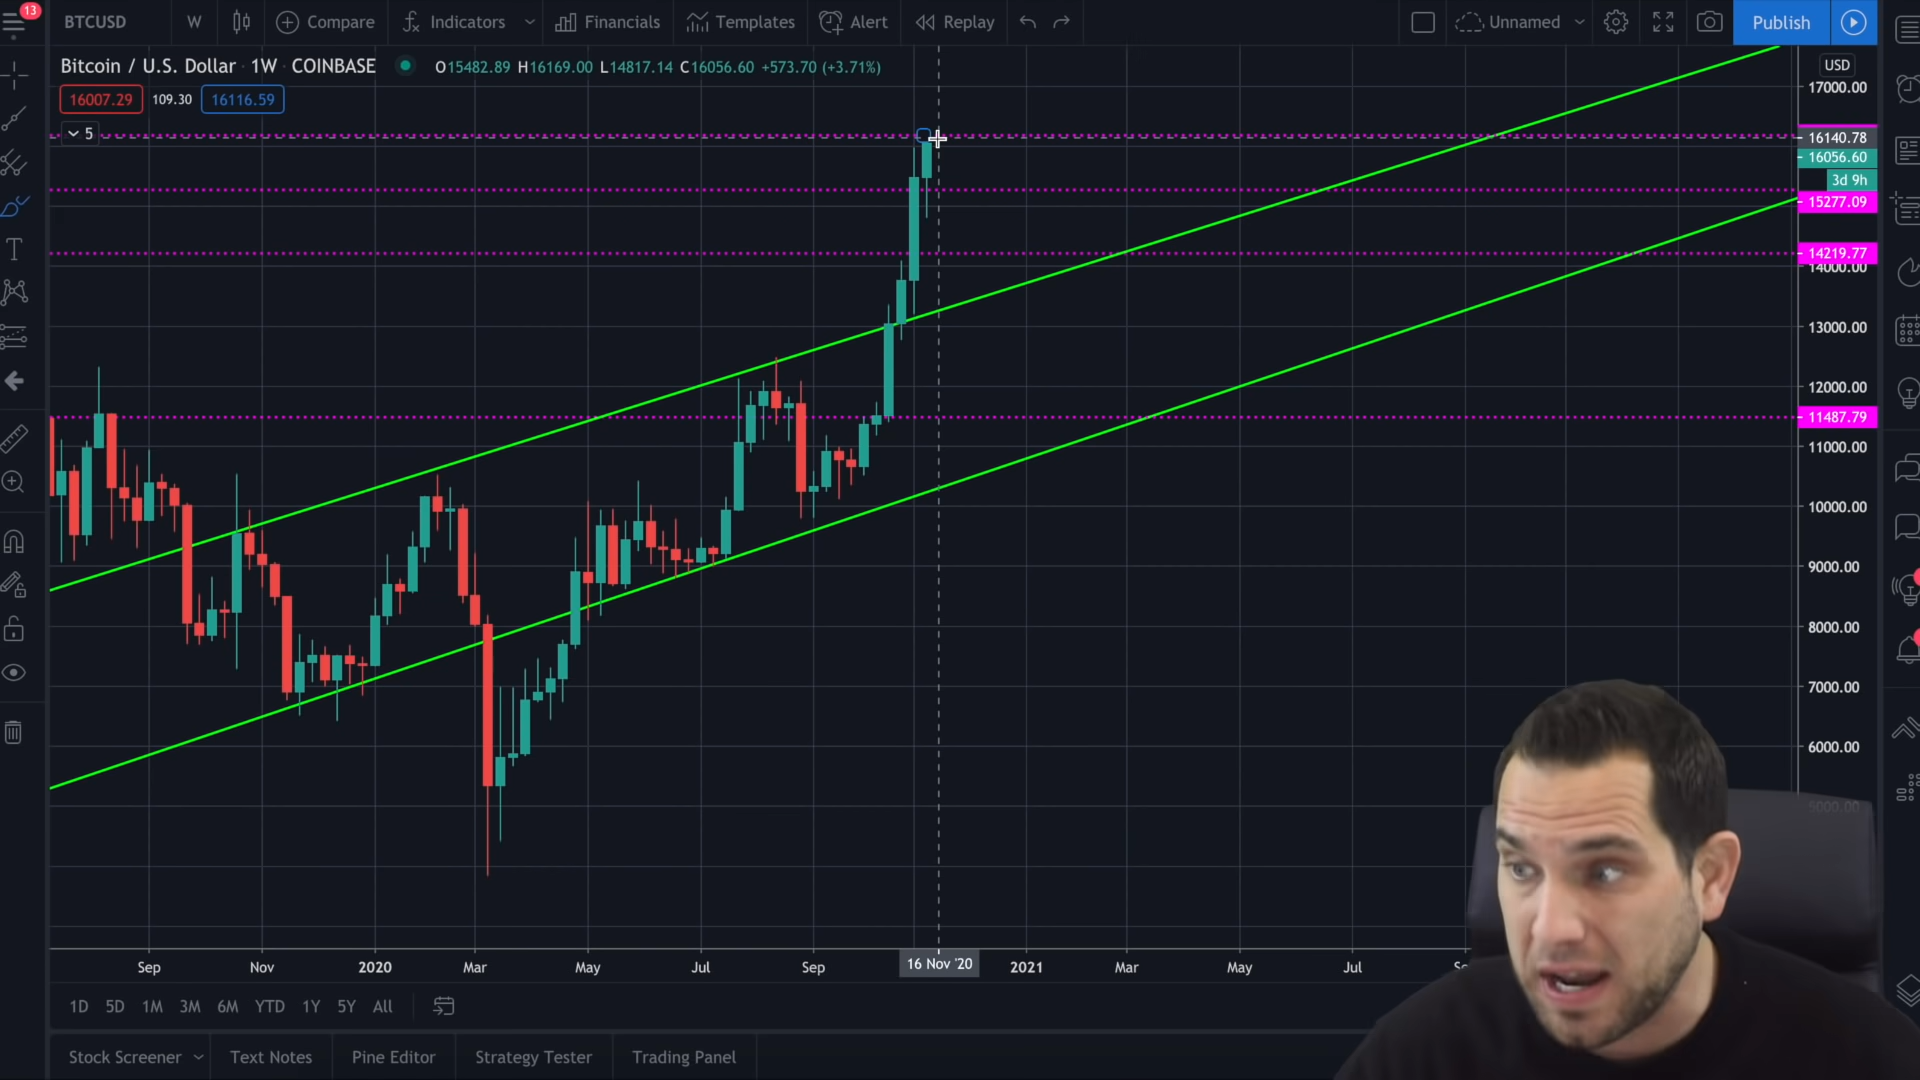 13
BTCUSD W Compare Indicators Financials Templates Alert Replay Unnamed Publish
Bitcoin / U.S. Dollar · 1W · COINBASE O15482.89 H16169.00 L14817.14 C16056.60 +573.70 (+3.71%)
USD
16007.29 109.30 16116.59
5
17000.00
16140.78
16056.60
3d 9h
15277.09
14219.77
14000.00
13000.00
12000.00
11487.79
11000.00
10000.00
9000.00
8000.00
7000.00
6000.00
5000.00
Sep Nov 2020 Mar May Jul Sep 16 Nov '20 2021 Mar May Jul
1D 5D 1M 3M 6M YTD 1Y 5Y All
Stock Screener Text Notes Pine Editor Strategy Tester Trading Panel